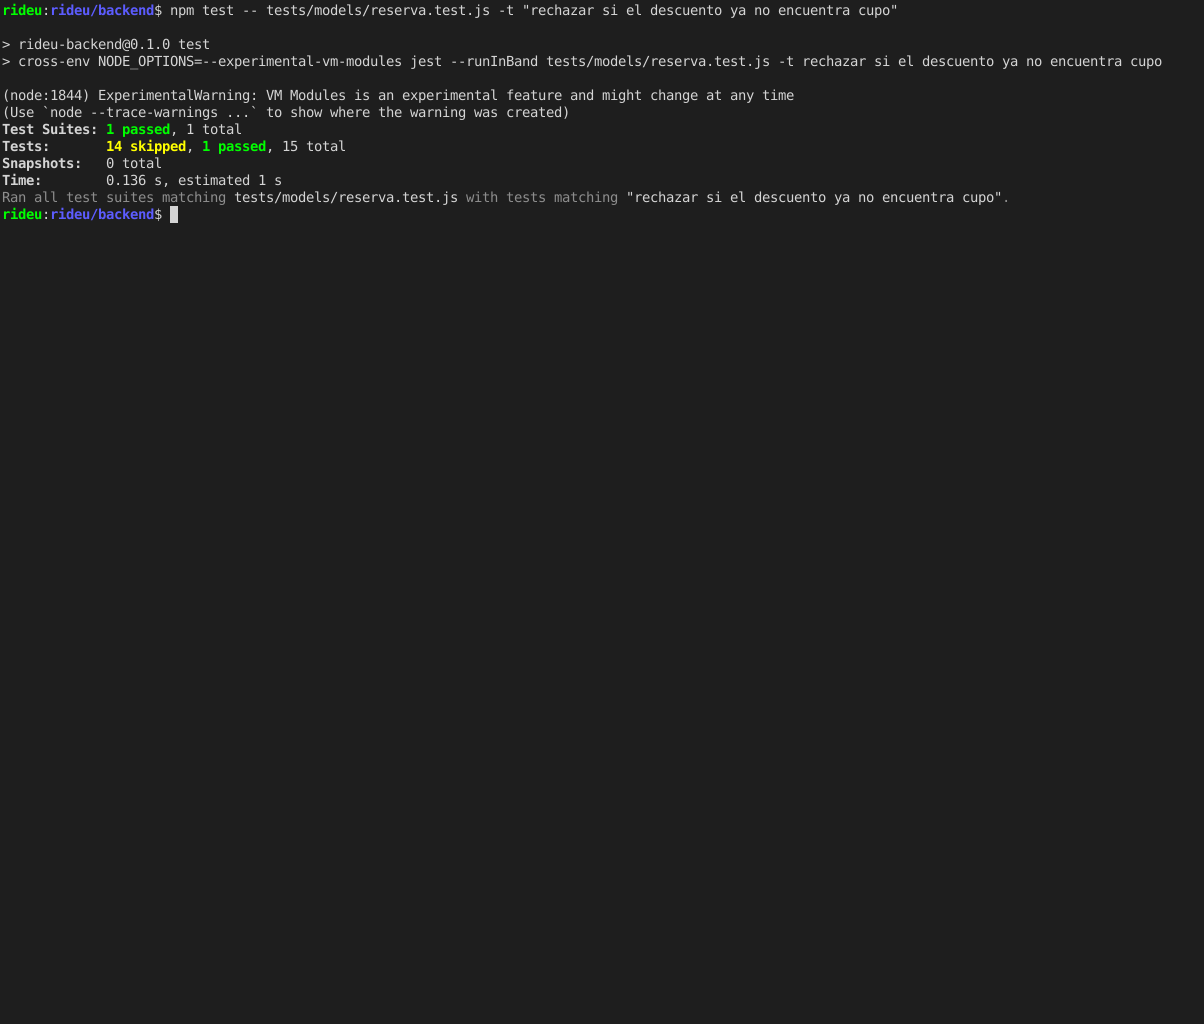 rideu:rideu/backend$ npm test -- tests/models/reserva.test.js -t "rechazar si el descuento ya no encuentra cupo"
> rideu-backend@0.1.0 test
> cross-env NODE_OPTIONS=--experimental-vm-modules jest --runInBand tests/models/reserva.test.js -t rechazar si el descuento ya no encuentra cupo
(node:1844) ExperimentalWarning: VM Modules is an experimental feature and might change at any time
(Use `node --trace-warnings ...` to show where the warning was created)
Test Suites: 1 passed, 1 total
Tests:       14 skipped, 1 passed, 15 total
Snapshots:   0 total
Time:        0.136 s, estimated 1 s
Ran all test suites matching tests/models/reserva.test.js with tests matching "rechazar si el descuento ya no encuentra cupo".
rideu:rideu/backend$